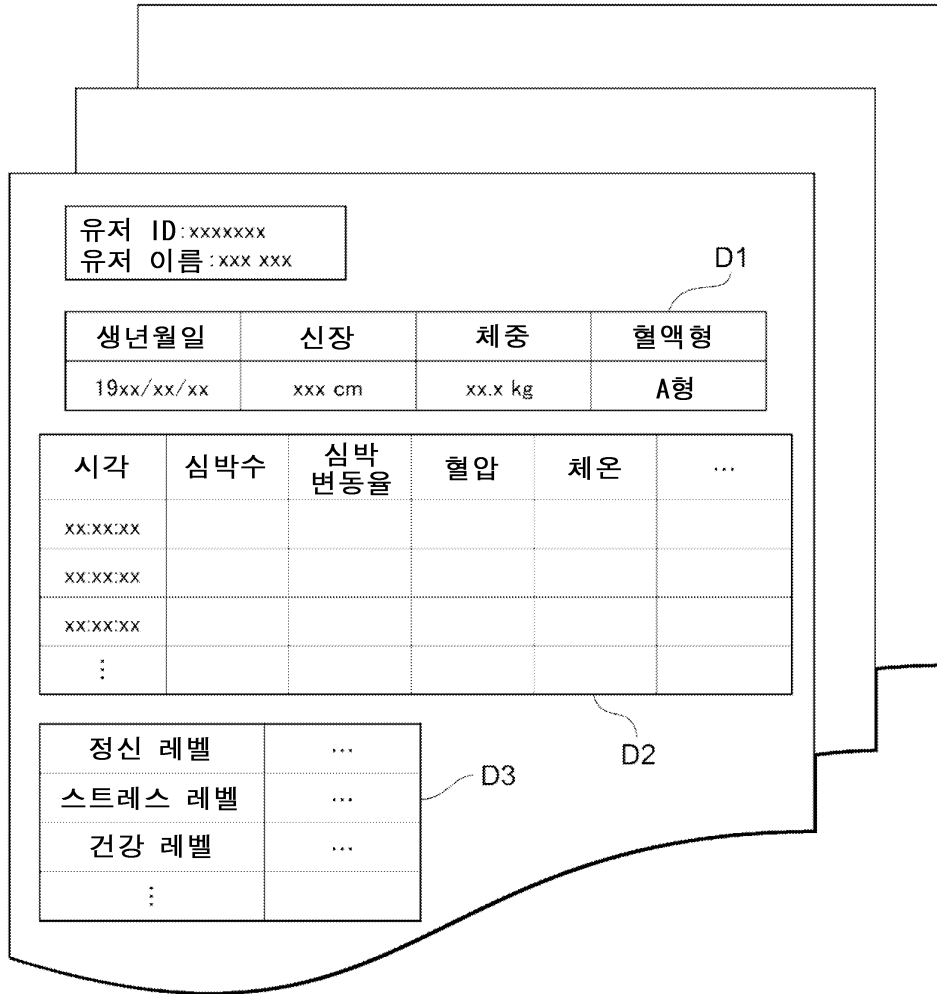 유저 ID:xxxxxxx
유저 이름:xxx xxx
D1
생년월일 신장 체중 혈액형
19xx/xx/xx xxx cm xx.x kg A형
시각 심박수 심박 변동율 혈압 체온 …
xx:xx:xx
xx:xx:xx
xx:xx:xx
⋮
D2
정신 레벨 …
D3
스트레스 레벨 …
건강 레벨 …
⋮